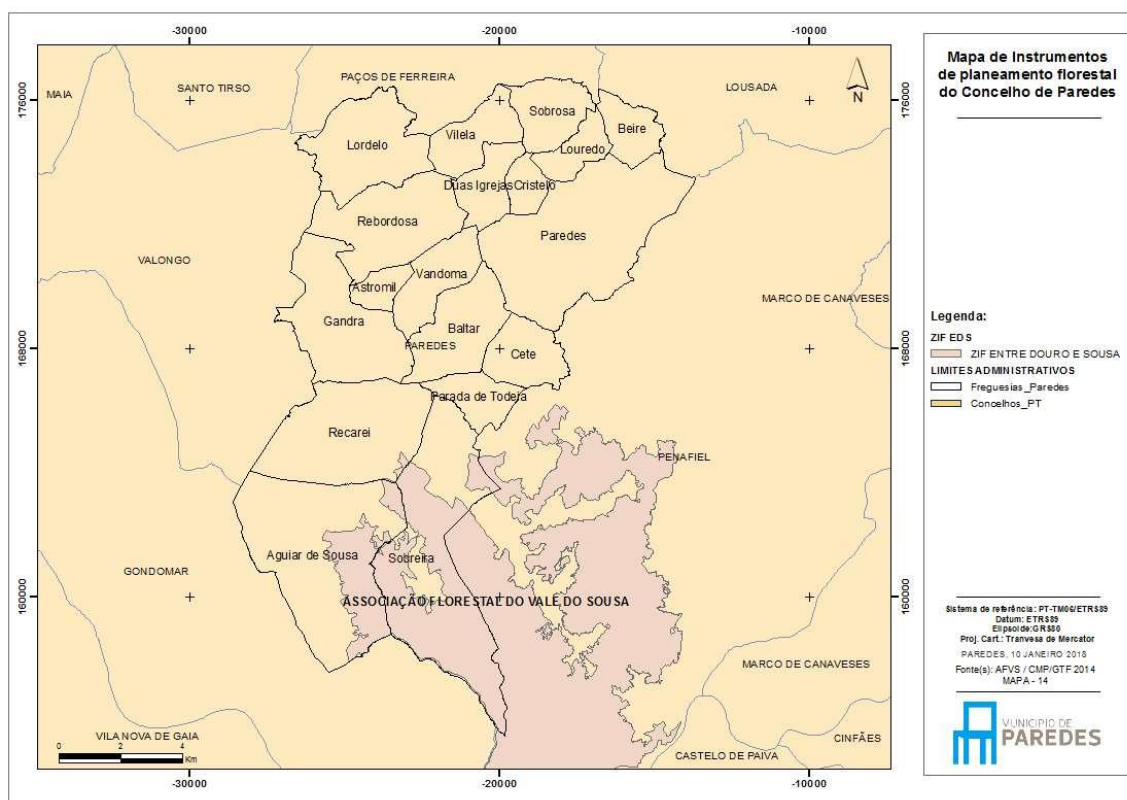 -30000
-20000
-10000
176000
176000
168000
168000
160000
160000
-30000
-20000
-10000
MAIA
SANTO TIRSO
PAÇOS DE FERREIRA
LOUSADA
N
Sobrosa
Beire
Vilela
Lordelo
Louredo
Duas Igrejas
Cristelo
Rebordosa
Paredes
VALONGO
Vandoma
Astromil
MARCO DE CANAVESES
Gandra
Baltar
PAREDES
Cete
Parada de Todeia
Recarei
PENAFIEL
Aguiar de Sousa
Sobreira
GONDOMAR
ASSOCIAÇÃO FLORESTAL DO VALE DO SOUSA
MARCO DE CANAVESES
VILA NOVA DE GAIA
CINFÃES
CASTELO DE PAIVA
0 2 4
Km
Mapa de Instrumentos
de planeamento florestal
do Concelho de Paredes
Legenda:
ZIF EDS
ZIF ENTRE DOURO E SOUSA
LIMITES ADMINISTRATIVOS
Freguesias_Paredes
Concelhos_PT
Sistema de referência: PT-TM06/ETRS89
Datum: ETRS89
Elipsoide:GRS80
Proj. Cart.: Tranvesa de Mercator
PAREDES, 10 JANEIRO 2018
Fonte(s): AFVS / CMP/GTF 2014
MAPA - 14
MUNICIPIO DE
PAREDES